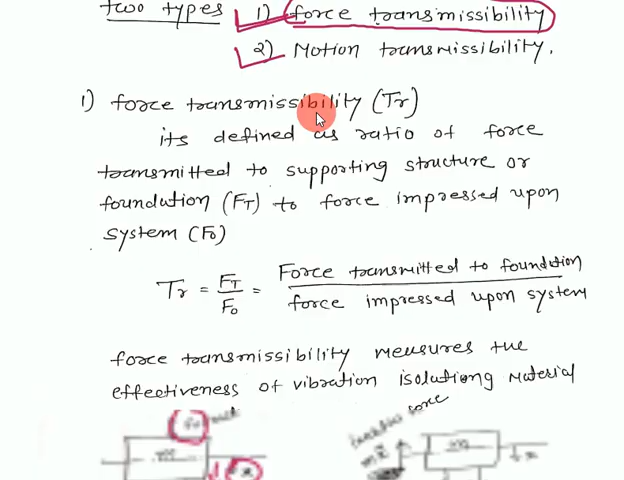 two types 1) force transmissibility
2) Motion transmissibility.
1) force transmissibility (Tr)
its defined as ratio of force
transmitted to supporting structure or
foundation (FT) to force impressed upon
system (F0)
Tr = FT/F0 = Force transmitted to foundation / force impressed upon system
force transmissibility measures the
effectiveness of vibration isolationg material
force
m
x